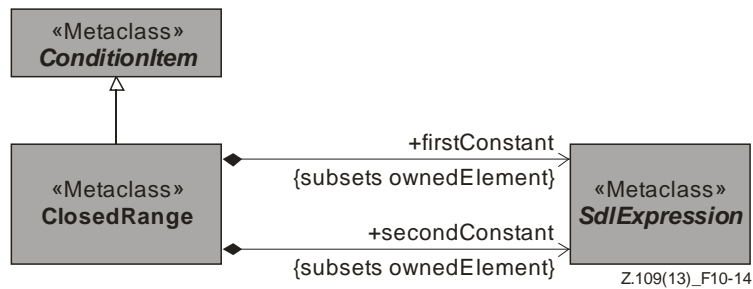 «Metaclass»
ConditionItem
+firstConstant
{subsets ownedElement}
«Metaclass»
ClosedRange
«Metaclass»
SdlExpression
+secondConstant
{subsets ownedElement}
Z.109(13)_F10-14